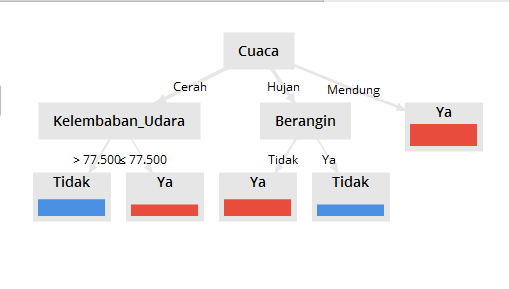 Cuaca
Cerah
Hujan
Mendung
Kelembaban_Udara
Berangin
Ya
> 77.500
≤ 77.500
Tidak
Ya
Tidak
Ya
Ya
Tidak